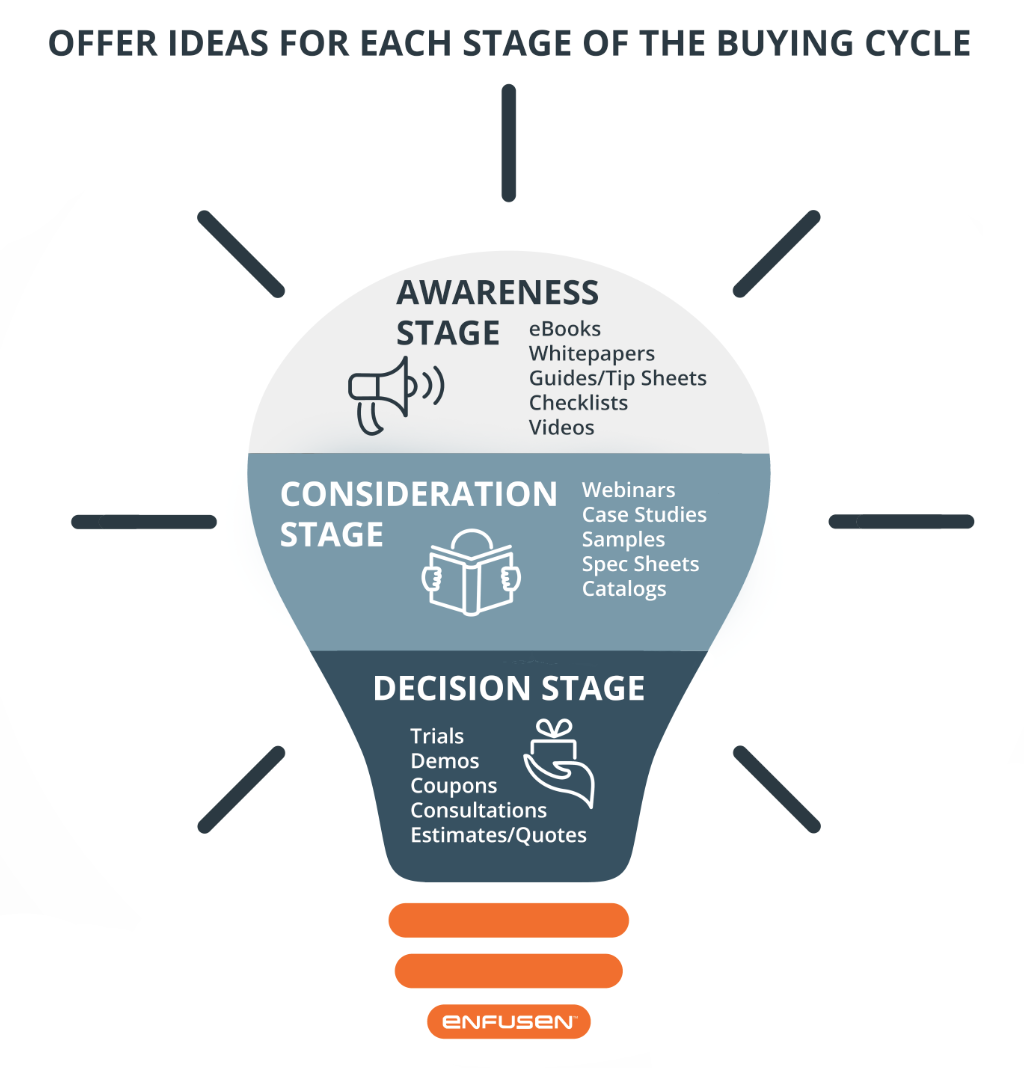 OFFER IDEAS FOR EACH STAGE OF THE BUYING CYCLE
AWARENESS
STAGE
eBooks
Whitepapers
Guides/Tip Sheets
Checklists
Videos
CONSIDERATION
STAGE
Webinars
Case Studies
Samples
Spec Sheets
Catalogs
DECISION STAGE
Trials
Demos
Coupons
Consultations
Estimates/Quotes
ENFUSEN™